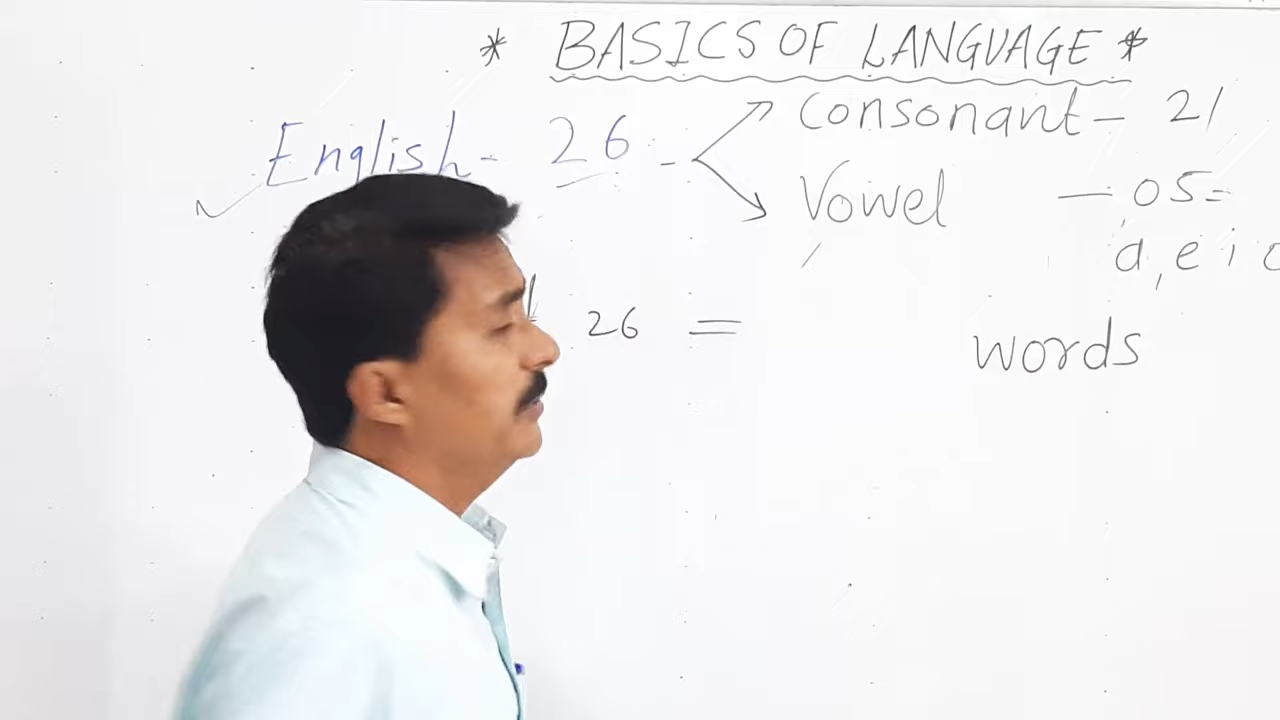 * BASICS OF LANGUAGE *
English - 26 - Consonant - 21
Vowel - 05 =
a, e i o
26 = words